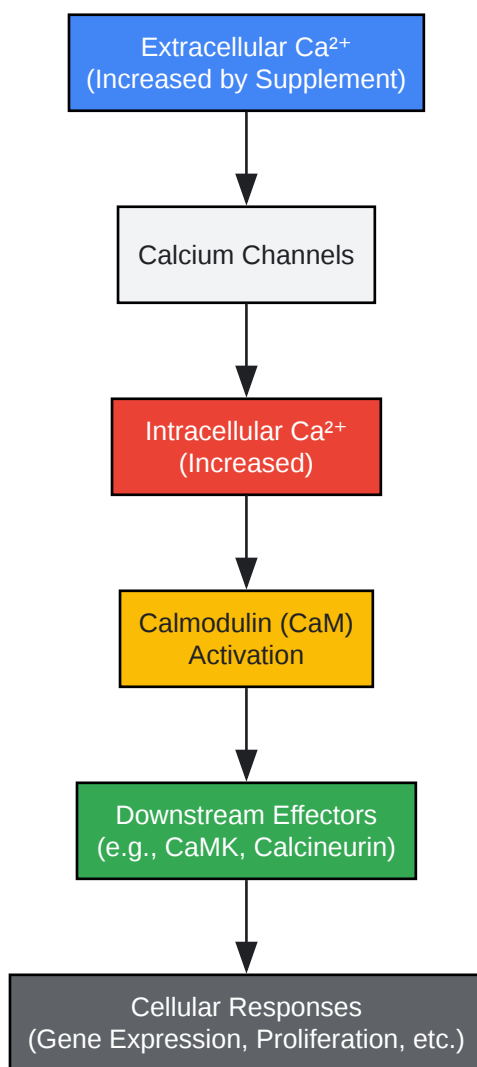 Extracellular Ca²⁺
(Increased by Supplement)
Calcium Channels
Intracellular Ca²⁺
(Increased)
Calmodulin (CaM)
Activation
Downstream Effectors
(e.g., CaMK, Calcineurin)
Cellular Responses
(Gene Expression, Proliferation, etc.)